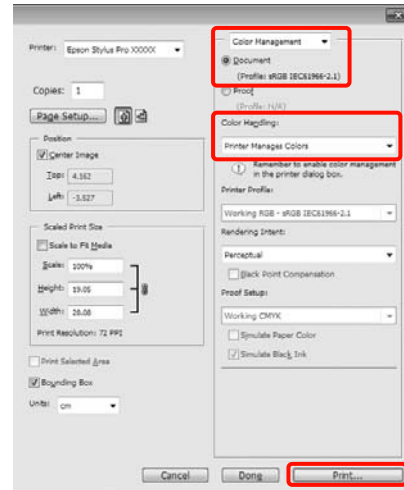 Printer: Epson Stylus Pro XXXXX
Copies: 1
Page Setup...
Position
Center Image
Top: 4.162
Left: -3.527
Scaled Print Size
Scale to Fit Media
Scale: 100%
Height: 19.05
Width: 28.08
Print Resolution: 72 PPI
Print Selected Area
Bounding Box
Units: cm
Color Management
Document
(Profile: sRGB IEC61966-2.1)
Proof
(Profile: N/A)
Color Handling:
Printer Manages Colors
Remember to enable color management
in the printer dialog box.
Printer Profile:
Working RGB - sRGB IEC61966-2.1
Rendering Intent:
Perceptual
Black Point Compensation
Proof Setup:
Working CMYK
Simulate Paper Color
Simulate Black Ink
Cancel
Done
Print...